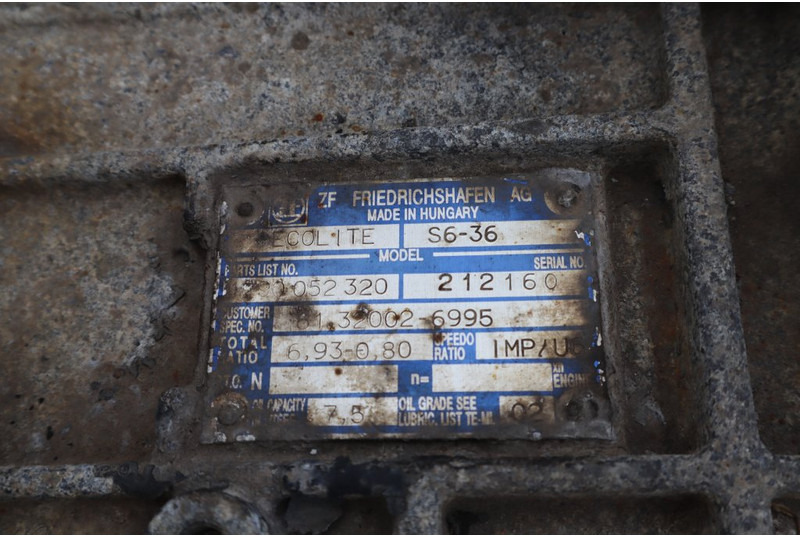 ZF FRIEDRICHSHAFEN AG
MADE IN HUNGARY
ECOLITE S6-36
MODEL
PARTS LIST NO. SERIAL NO.
052 320 212160
CUSTOMER SPEC. NO. 81.32002-6995
TOTAL RATIO 6,93-0,80 SPEEDO RATIO IMP/U
N n= ENGINE
OIL CAPACITY 7,5 OIL GRADE SEE LUBRIC. LIST TE-ML 02